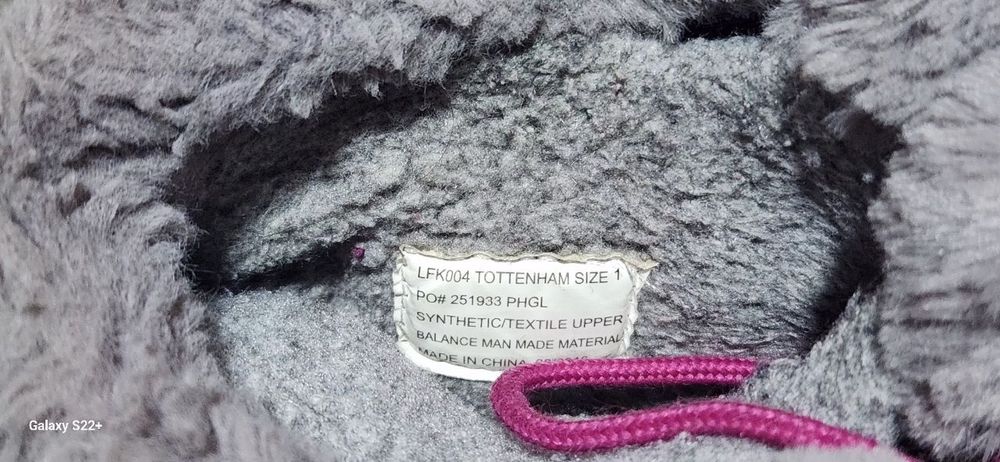 LFK004 TOTTENHAM SIZE 1
PO# 251933 PHGL
SYNTHETIC/TEXTILE UPPER
BALANCE MAN MADE MATERIAL
MADE IN CHINA
Galaxy S22+